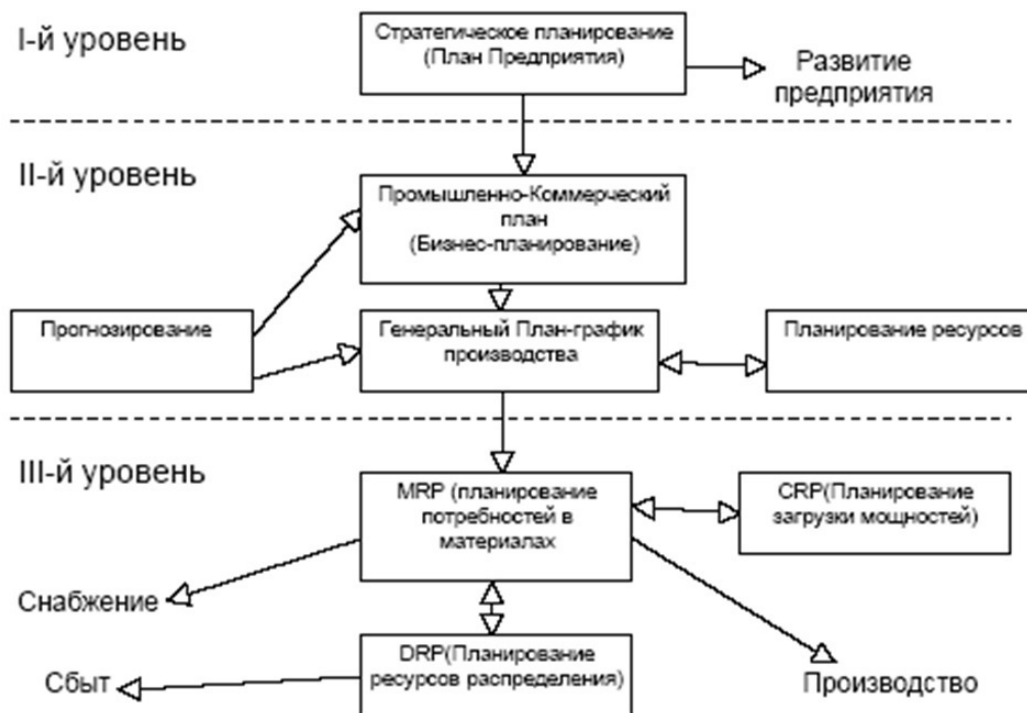 I-й уровень
Стратегическое планирование
(План Предприятия)
Развитие
предприятия
II-й уровень
Промышленно-Коммерческий
план
(Бизнес-планирование)
Прогнозирование
Генеральный План-график
производства
Планирование ресурсов
III-й уровень
MRP (планирование
потребностей в
материалах
CRP(Планирование
загрузки мощностей)
Снабжение
DRP(Планирование
ресурсов распределения)
Сбыт
Производство